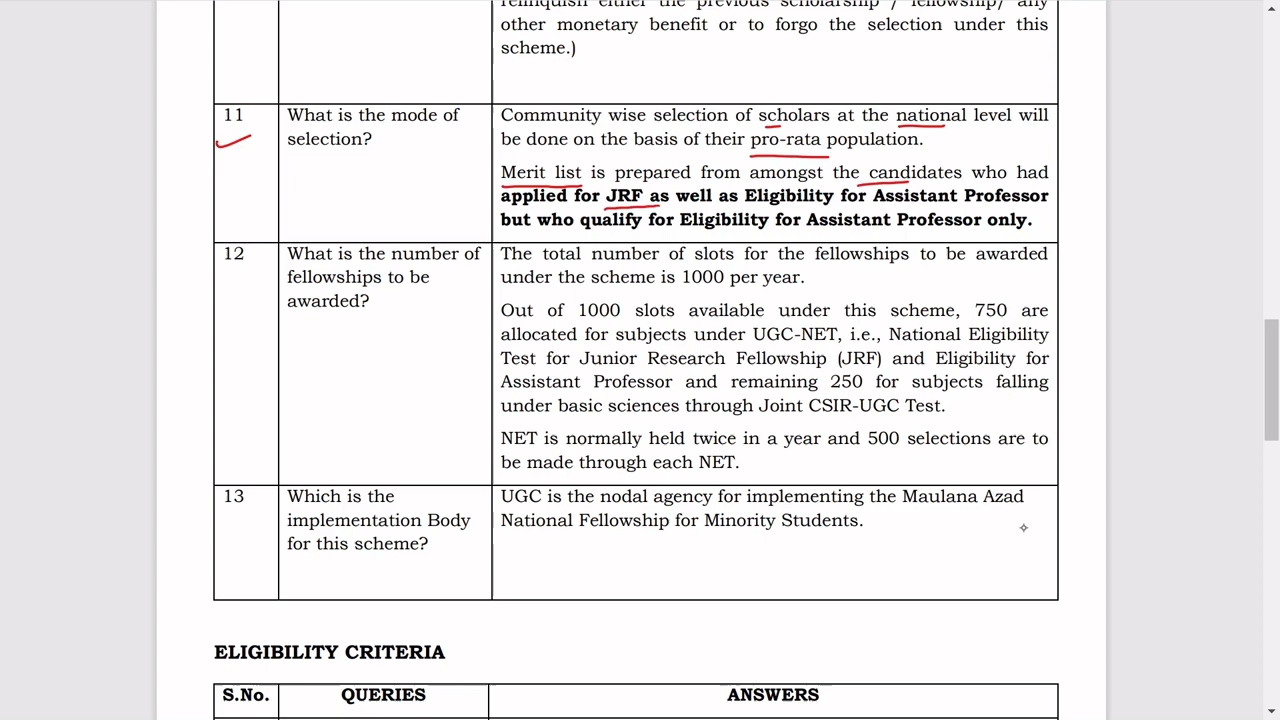 relinquish either the previous scholarship / fellowship/ any
other monetary benefit or to forgo the selection under this
scheme.)
11
What is the mode of
selection?
Community wise selection of scholars at the national level will
be done on the basis of their pro-rata population.
Merit list is prepared from amongst the candidates who had
applied for JRF as well as Eligibility for Assistant Professor
but who qualify for Eligibility for Assistant Professor only.
12
What is the number of
fellowships to be
awarded?
The total number of slots for the fellowships to be awarded
under the scheme is 1000 per year.
Out of 1000 slots available under this scheme, 750 are
allocated for subjects under UGC-NET, i.e., National Eligibility
Test for Junior Research Fellowship (JRF) and Eligibility for
Assistant Professor and remaining 250 for subjects falling
under basic sciences through Joint CSIR-UGC Test.
NET is normally held twice in a year and 500 selections are to
be made through each NET.
13
Which is the
implementation Body
for this scheme?
UGC is the nodal agency for implementing the Maulana Azad
National Fellowship for Minority Students.
ELIGIBILITY CRITERIA
S.No.
QUERIES
ANSWERS